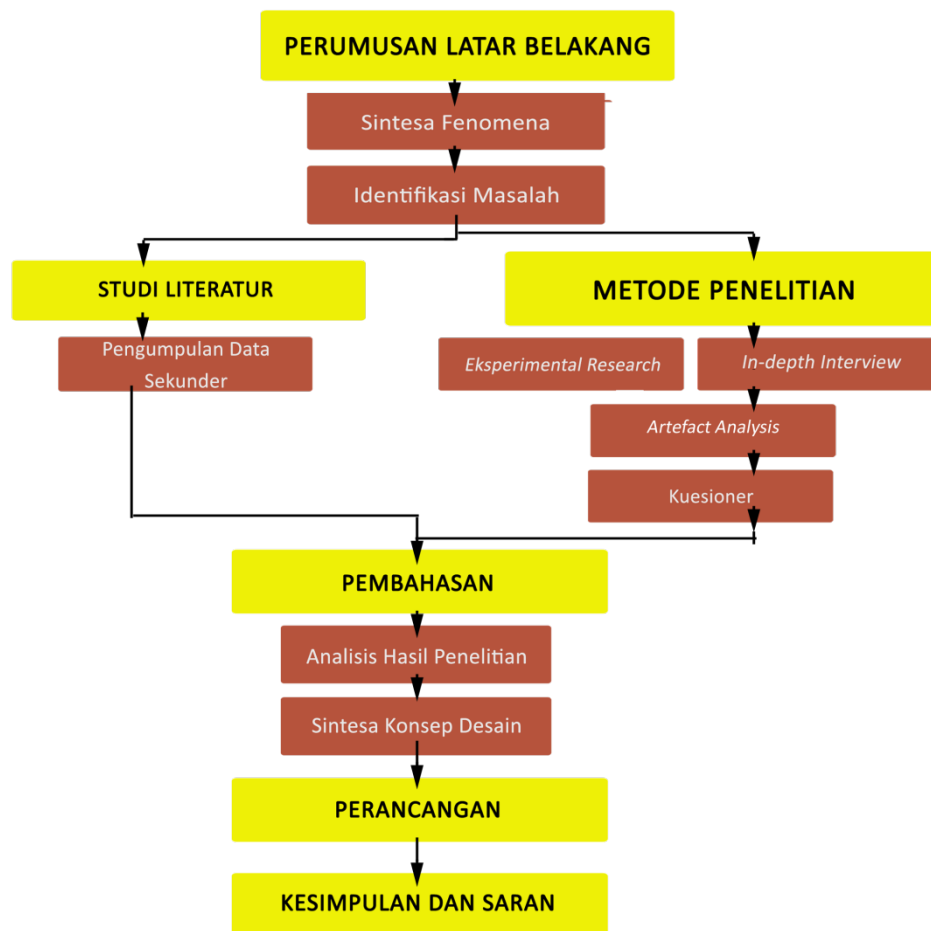 PERUMUSAN LATAR BELAKANG
Sintesa Fenomena
Identifikasi Masalah
STUDI LITERATUR
Pengumpulan Data
Sekunder
METODE PENELITIAN
Eksperimental Research
In-depth Interview
Artefact Analysis
Kuesioner
PEMBAHASAN
Analisis Hasil Penelitian
Sintesa Konsep Desain
PERANCANGAN
KESIMPULAN DAN SARAN